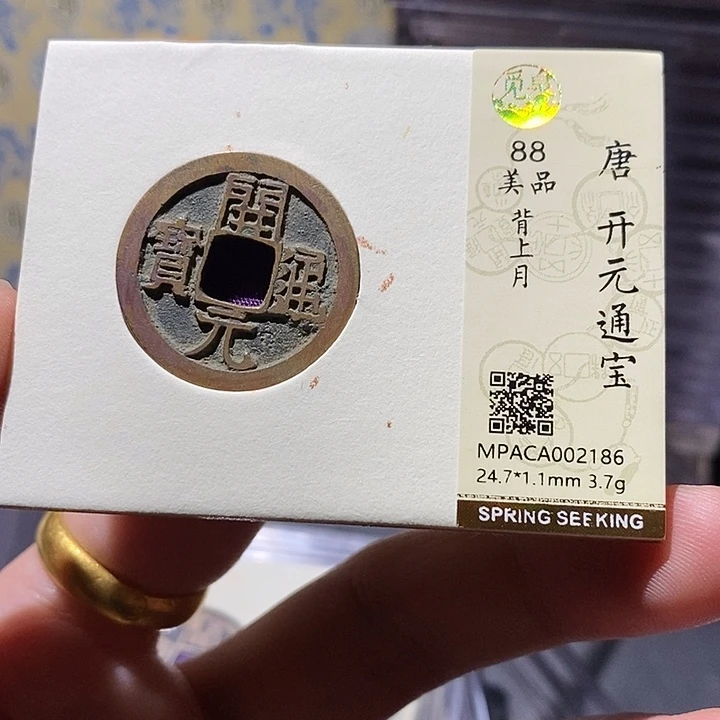 開
元
通
寳
觅泉
88
美品
背上月
唐 开元通宝
MPACA002186
24.7*1.1mm 3.7g
SPRING SEEKING